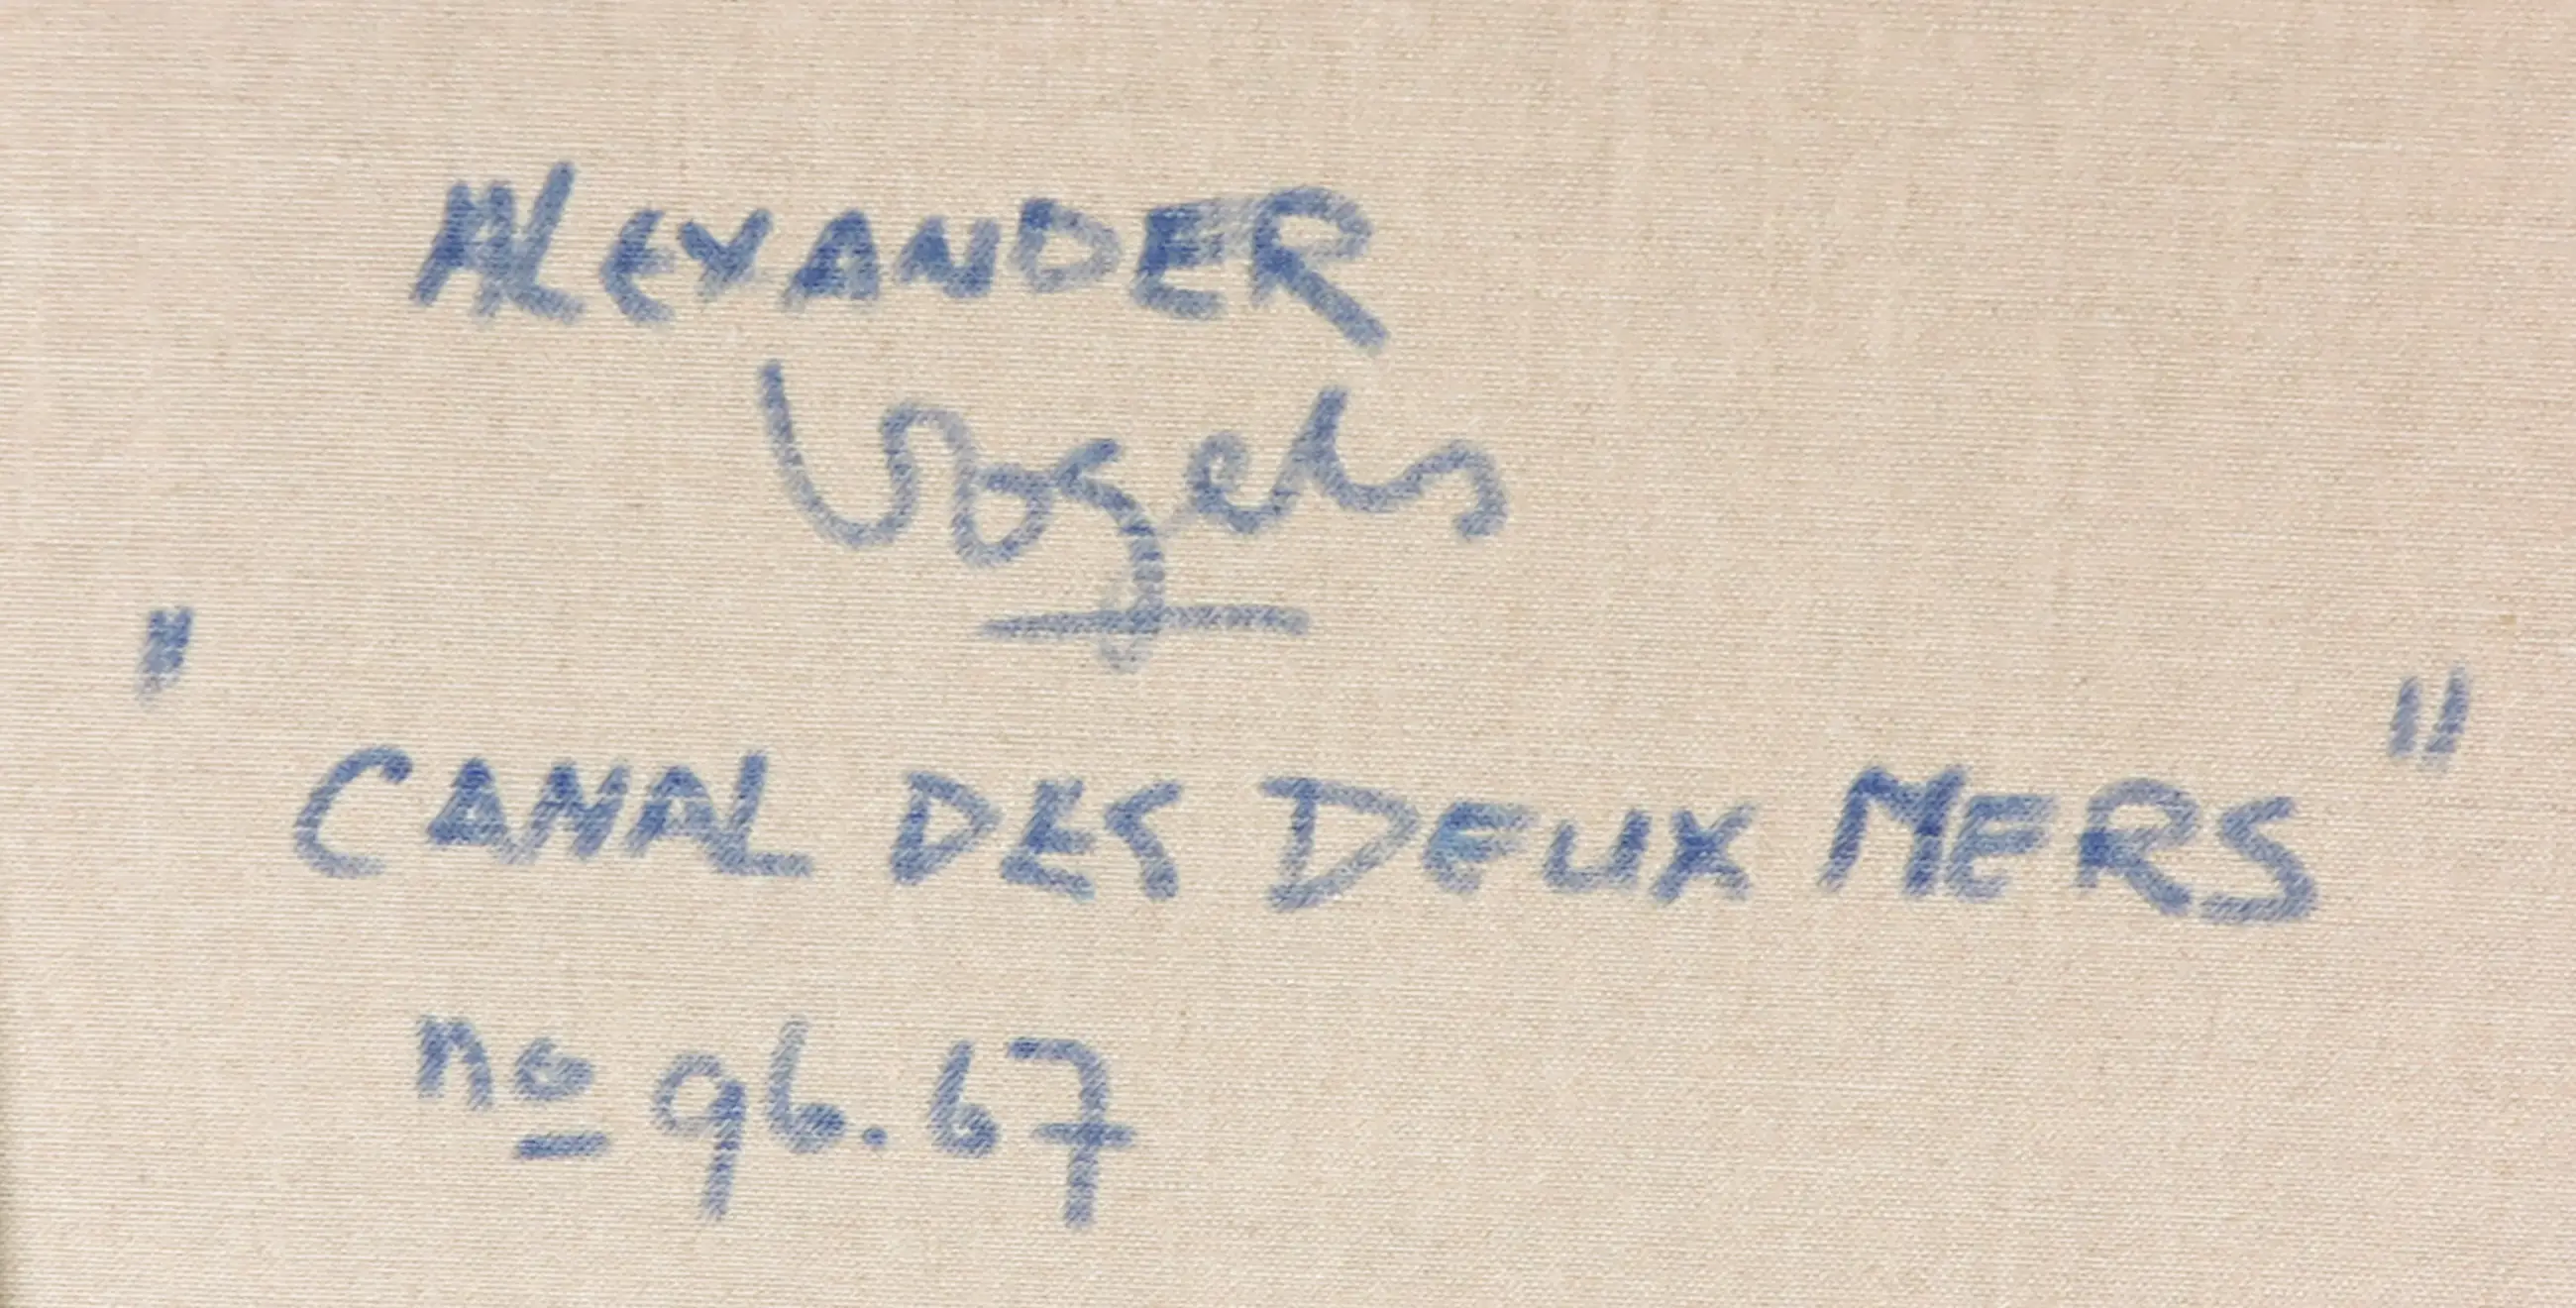 ALEXANDER
Vogels
" CANAL DES DEUX MERS "
nº 96.67